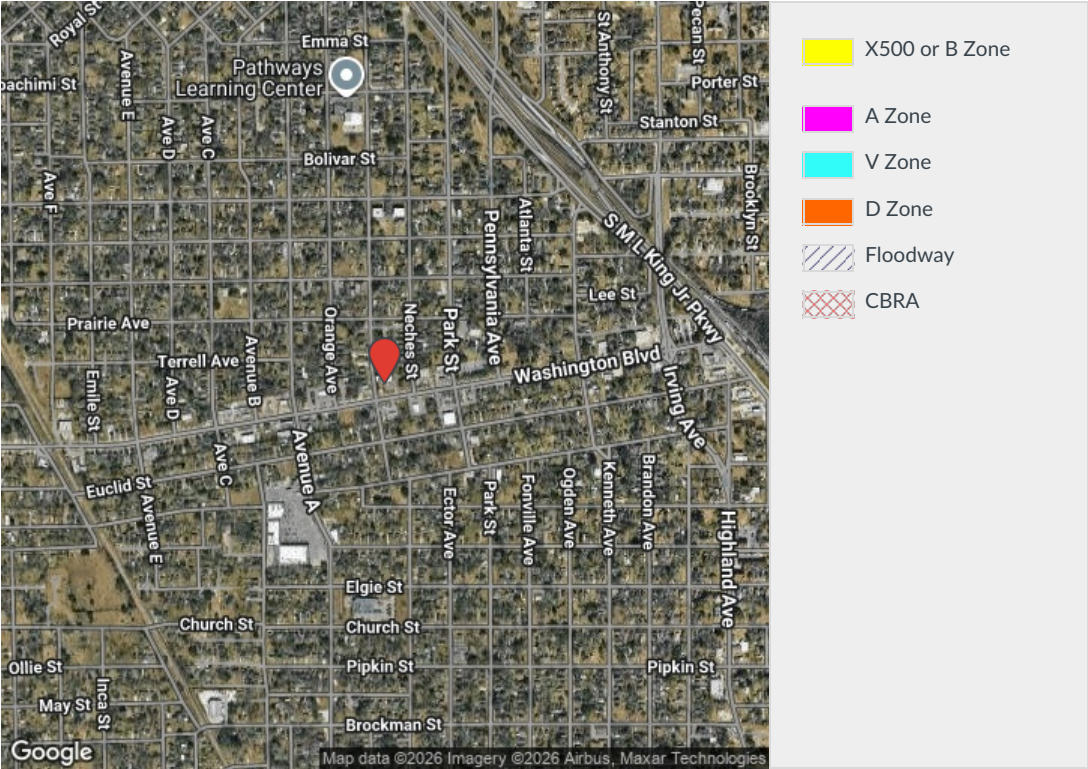 Royal St
Emma St
St Anthony St
Pecan St
Pathways
Learning Center
Avenue E
oachimi St
Porter St
Ave D
Ave C
Stanton St
Bolivar St
Ave F
Brooklyn St
Atlanta St
Pennsylvania Ave
S M L King Jr Pkwy
Lee St
Prairie Ave
Orange Ave
Neches St
Park St
Terrell Ave
Avenue B
Washington Blvd
Emile St
Ave D
Irving Ave
Avenue A
Ave C
Euclid St
Avenue E
Ector Ave
Park St
Fonville Ave
Ogden Ave
Kenneth Ave
Brandon Ave
Highland Ave
Elgie St
Church St
Church St
Ollie St
Pipkin St
Pipkin St
May St
Inca St
Brockman St
Google
Map data ©2026 Imagery ©2026 Airbus, Maxar Technologies
X500 or B Zone
A Zone
V Zone
D Zone
Floodway
CBRA